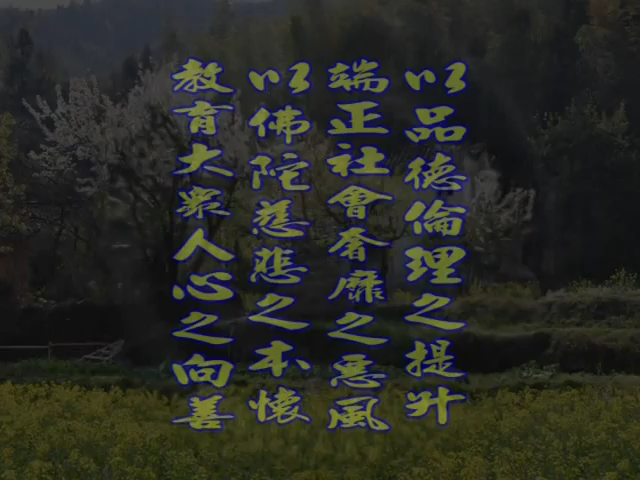 以品德倫理之提升
端正社會奢靡之惡風
以佛陀慈悲之本懷
教育大眾人心之向善